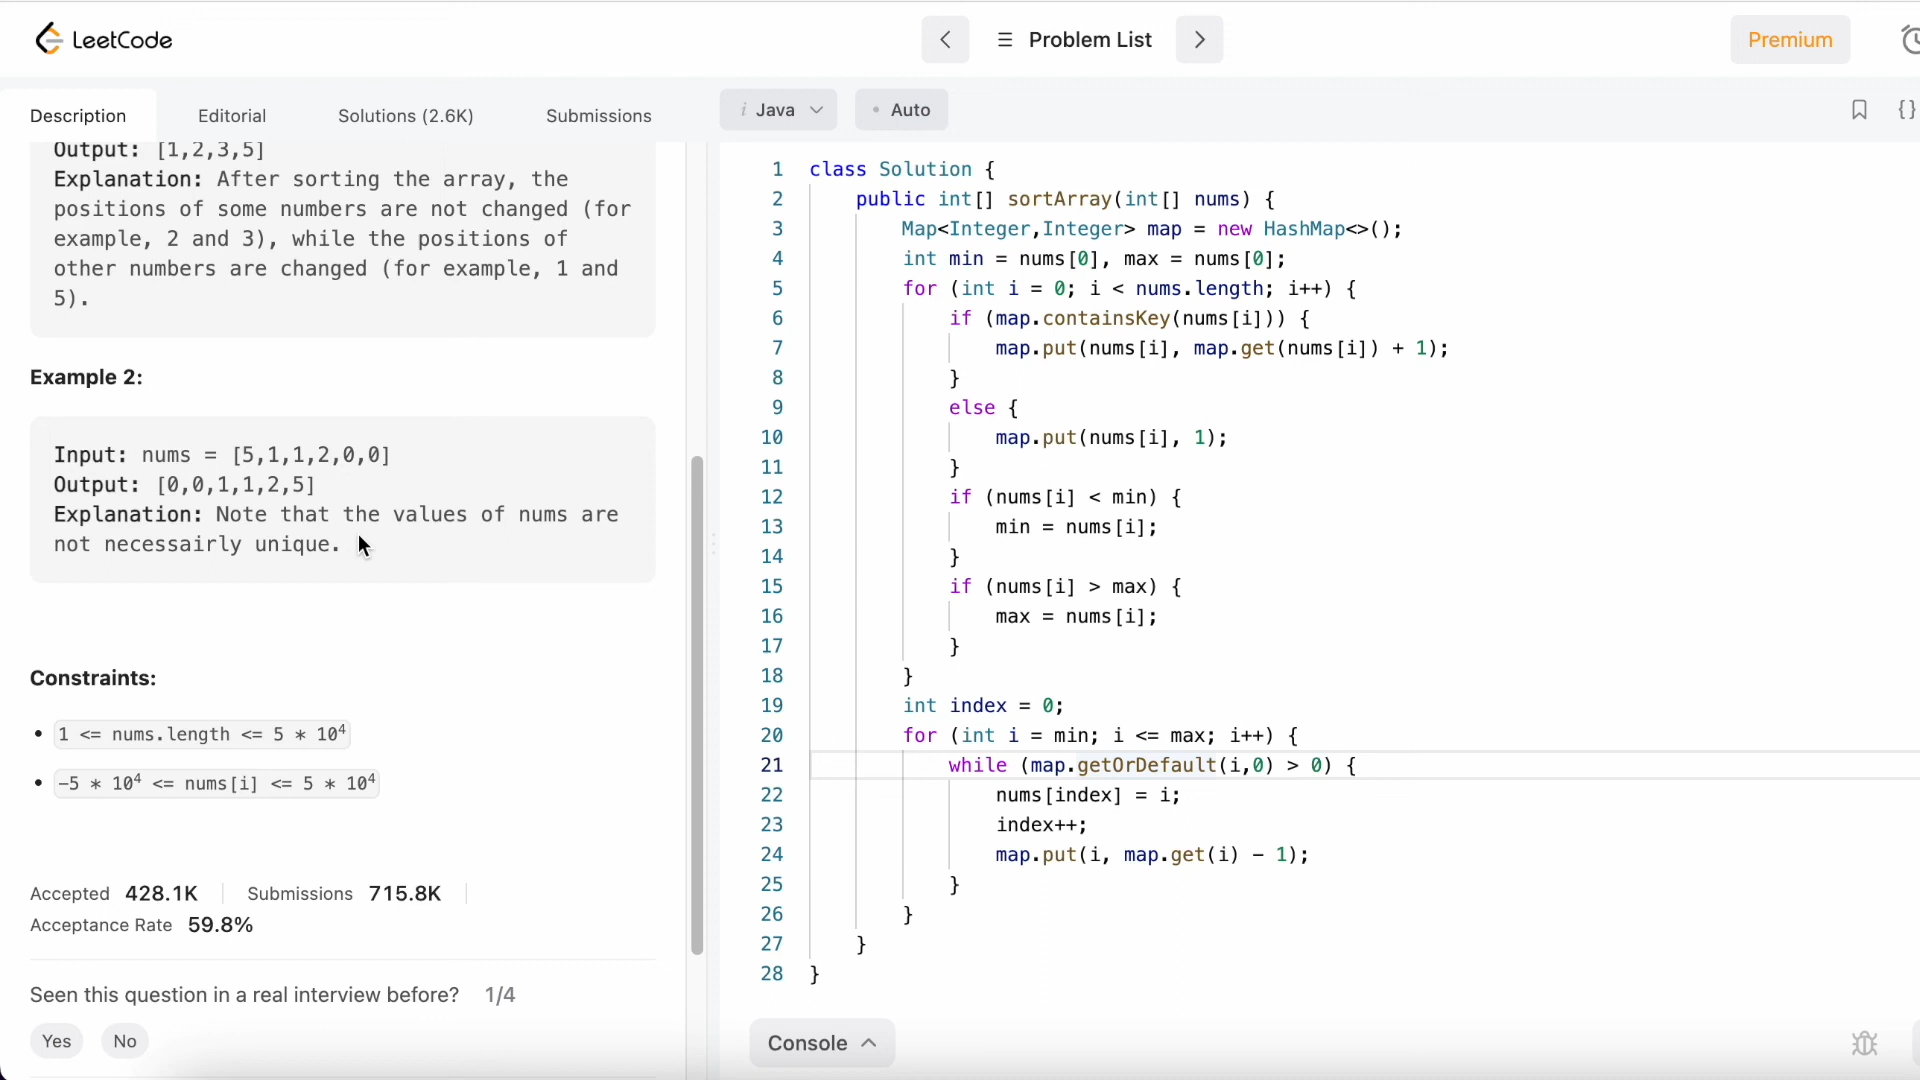 LeetCode
Problem List
Premium
Description Editorial Solutions (2.6K) Submissions
Output: [1,2,3,5]
Explanation: After sorting the array, the
positions of some numbers are not changed (for
example, 2 and 3), while the positions of
other numbers are changed (for example, 1 and
5).
Example 2:
Input: nums = [5,1,1,2,0,0]
Output: [0,0,1,1,2,5]
Explanation: Note that the values of nums are
not necessairly unique.
Constraints:
• 1 <= nums.length <= 5 * 10⁴
• -5 * 10⁴ <= nums[i] <= 5 * 10⁴
Accepted 428.1K Submissions 715.8K
Acceptance Rate 59.8%
Seen this question in a real interview before? 1/4
Yes No
i Java • Auto {}
1 class Solution {
2 public int[] sortArray(int[] nums) {
3 Map<Integer,Integer> map = new HashMap<>();
4 int min = nums[0], max = nums[0];
5 for (int i = 0; i < nums.length; i++) {
6 if (map.containsKey(nums[i])) {
7 map.put(nums[i], map.get(nums[i]) + 1);
8 }
9 else {
10 map.put(nums[i], 1);
11 }
12 if (nums[i] < min) {
13 min = nums[i];
14 }
15 if (nums[i] > max) {
16 max = nums[i];
17 }
18 }
19 int index = 0;
20 for (int i = min; i <= max; i++) {
21 while (map.getOrDefault(i,0) > 0) {
22 nums[index] = i;
23 index++;
24 map.put(i, map.get(i) - 1);
25 }
26 }
27 }
28 }
Console